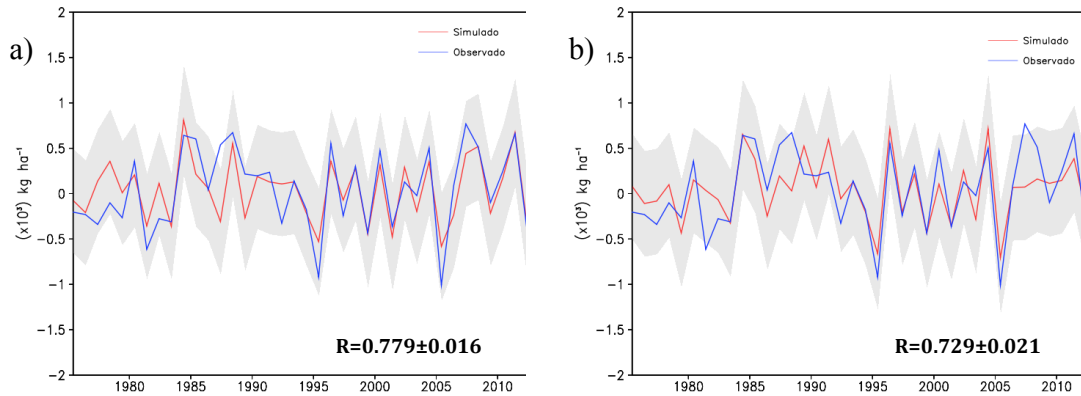 a)
2
1.5
1
0.5
0
−0.5
−1
−1.5
−2
(x10³) kg ha⁻¹
Simulado
Observado
R=0.779±0.016
1980 1985 1990 1995 2000 2005 2010
b)
2
1.5
1
0.5
0
−0.5
−1
−1.5
−2
(x10³) kg ha⁻¹
Simulado
Observado
R=0.729±0.021
1980 1985 1990 1995 2000 2005 2010